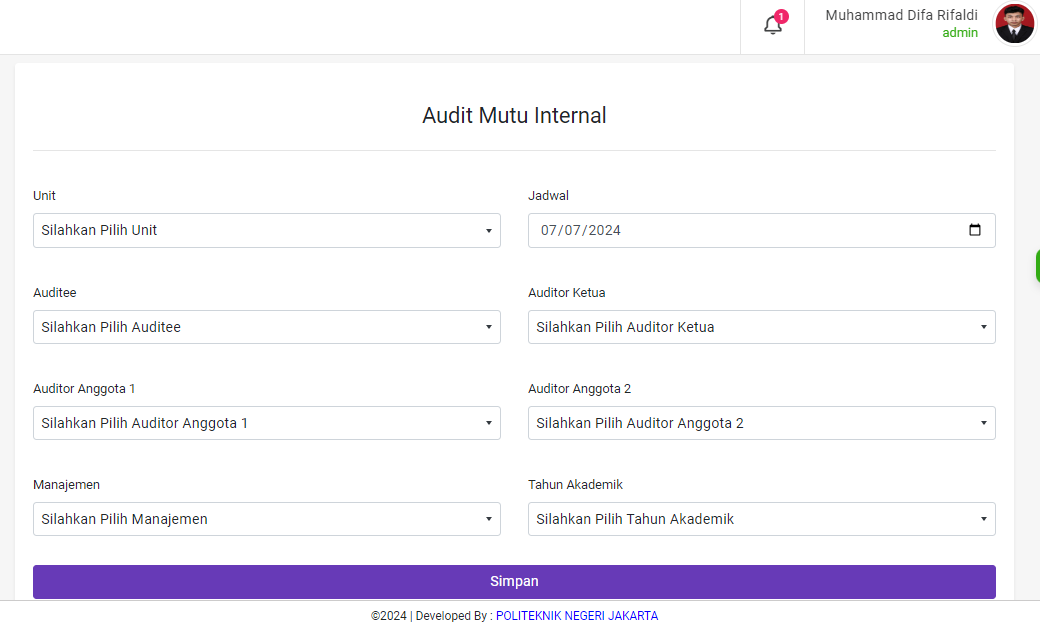 1
Muhammad Difa Rifaldi
admin
Audit Mutu Internal
Unit
Jadwal
Silahkan Pilih Unit
07/07/2024
Auditee
Auditor Ketua
Silahkan Pilih Auditee
Silahkan Pilih Auditor Ketua
Auditor Anggota 1
Auditor Anggota 2
Silahkan Pilih Auditor Anggota 1
Silahkan Pilih Auditor Anggota 2
Manajemen
Tahun Akademik
Silahkan Pilih Manajemen
Silahkan Pilih Tahun Akademik
Simpan
©2024 | Developed By : POLITEKNIK NEGERI JAKARTA